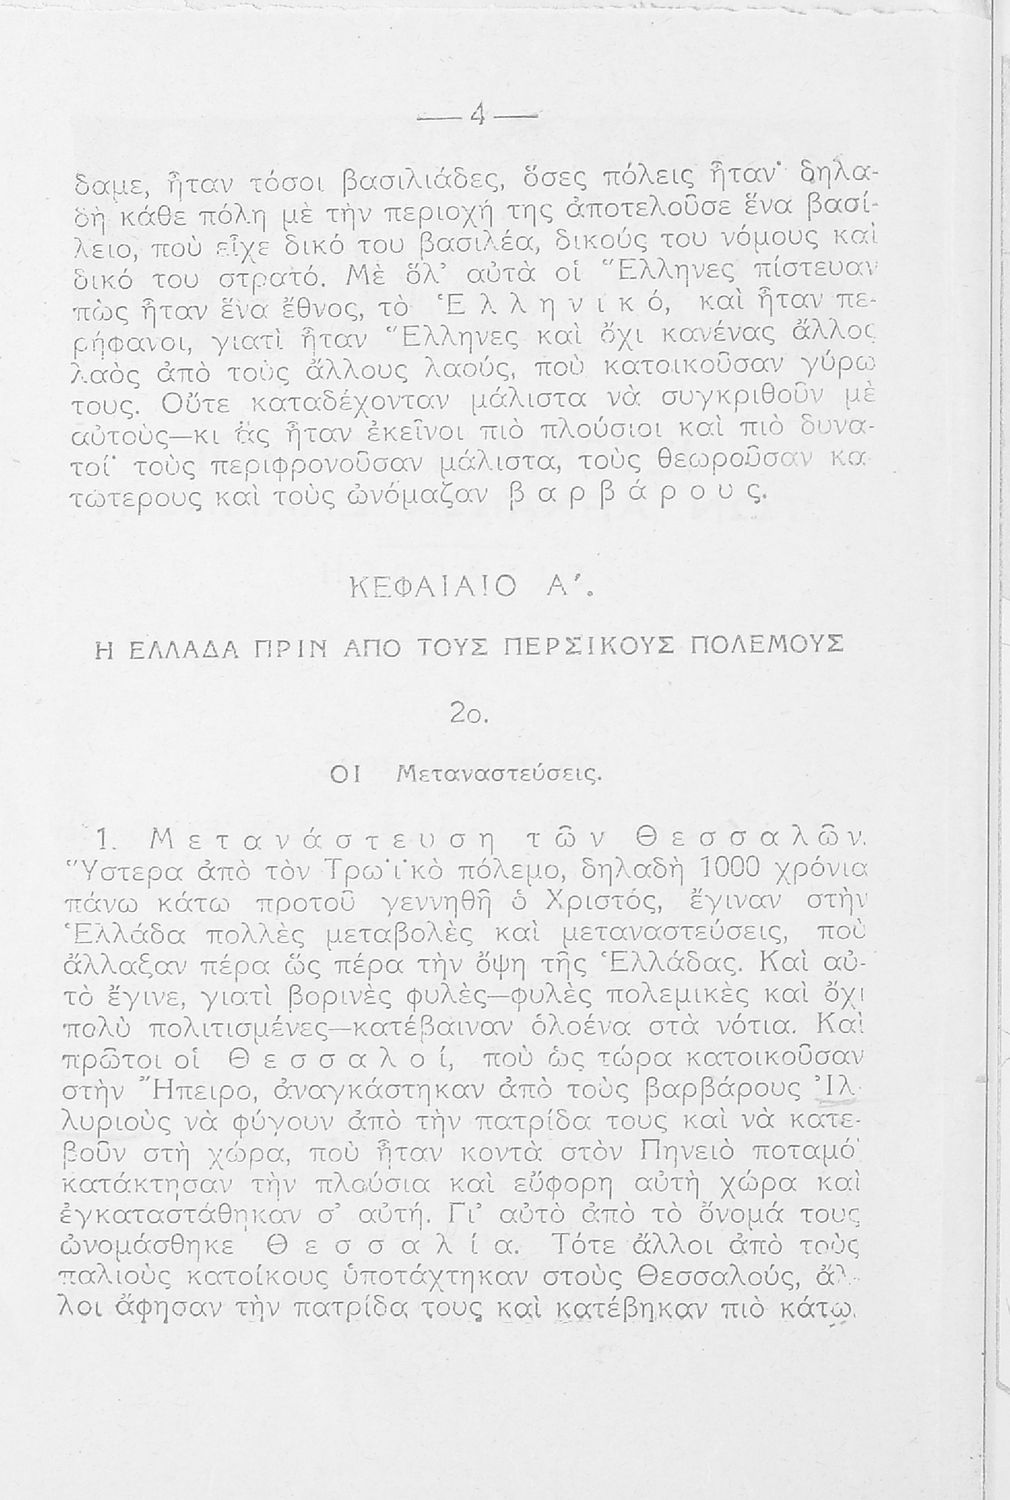 — 4 —
δαμε, ἦταν τόσοι βασιλιάδες, ὅσες πόλεις ἦταν· δηλα-
δὴ κάθε πόλη μὲ τὴν περιοχή της ἀποτελοῦσε ἕνα βασί-
λειο, ποὺ εἶχε δικό του βασιλέα, δικούς του νόμους καὶ
δικό του στρατό. Μὲ ὅλ’ αὐτὰ οἱ Ἕλληνες πίστευαν
πὼς ἦταν ἕνα ἔθνος, τὸ Ἑ λ λ η ν ι κ ό, καὶ ἦταν πε-
ρήφανοι, γιατὶ ἦταν Ἕλληνες καὶ ὄχι κανένας ἄλλος
λαὸς ἀπὸ τοὺς ἄλλους λαούς, ποὺ κατοικοῦσαν γύρω
τους. Οὔτε καταδέχονταν μάλιστα νὰ συγκριθοῦν μὲ
αὐτοὺς—κι ἂς ἦταν ἐκεῖνοι πιὸ πλούσιοι καὶ πιὸ δυνα-
τοί· τοὺς περιφρονοῦσαν μάλιστα, τοὺς θεωροῦσαν κα
τώτερους καὶ τοὺς ὠνόμαζαν β α ρ β ά ρ ο υ ς.
ΚΕΦΑΙΑΙΟ Α′.
Η ΕΛΛΑΔΑ ΠΡΙΝ ΑΠΟ ΤΟΥΣ ΠΕΡΣΙΚΟΥΣ ΠΟΛΕΜΟΥΣ
2ο.
ΟΙ Μεταναστεύσεις.
1. Μ ε τ α ν ά σ τ ε υ σ η τ ῶ ν Θ ε σ σ α λ ῶ ν.
Ὕστερα ἀπὸ τὸν Τρωϊκὸ πόλεμο, δηλαδὴ 1000 χρόνια
πάνω κάτω προτοῦ γεννηθῆ ὁ Χριστός, ἔγιναν στὴν
Ἑλλάδα πολλὲς μεταβολὲς καὶ μεταναστεύσεις, ποὺ
ἄλλαξαν πέρα ὣς πέρα τὴν ὄψη τῆς Ἑλλάδας. Καὶ αὐ-
τὸ ἔγινε, γιατὶ βορινὲς φυλὲς—φυλὲς πολεμικὲς καὶ ὄχι
πολὺ πολιτισμένες—κατέβαιναν ὁλοένα στὰ νότια. Καὶ
πρῶτοι οἱ Θ ε σ σ α λ ο ί, ποὺ ὡς τώρα κατοικοῦσαν
στὴν Ἤπειρο, ἀναγκάστηκαν ἀπὸ τοὺς βαρβάρους Ἰλ
λυριοὺς νὰ φύγουν ἀπὸ τὴν πατρίδα τους καὶ νὰ κατε-
βοῦν στὴ χώρα, ποὺ ἦταν κοντὰ στὸν Πηνειὸ ποταμό·
κατάκτησαν τὴν πλούσια καὶ εὔφορη αὐτὴ χώρα καὶ
ἐγκαταστάθηκαν σ’ αὐτή. Γι’ αὐτὸ ἀπὸ τὸ ὄνομά τους
ὠνομάσθηκε Θ ε σ σ α λ ί α. Τότε ἄλλοι ἀπὸ τοὺς
παλιοὺς κατοίκους ὑποτάχτηκαν στοὺς Θεσσαλούς, ἄλ-
λοι ἄφησαν τὴν πατρίδα τους καὶ κατέβηκαν πιὸ κάτω.